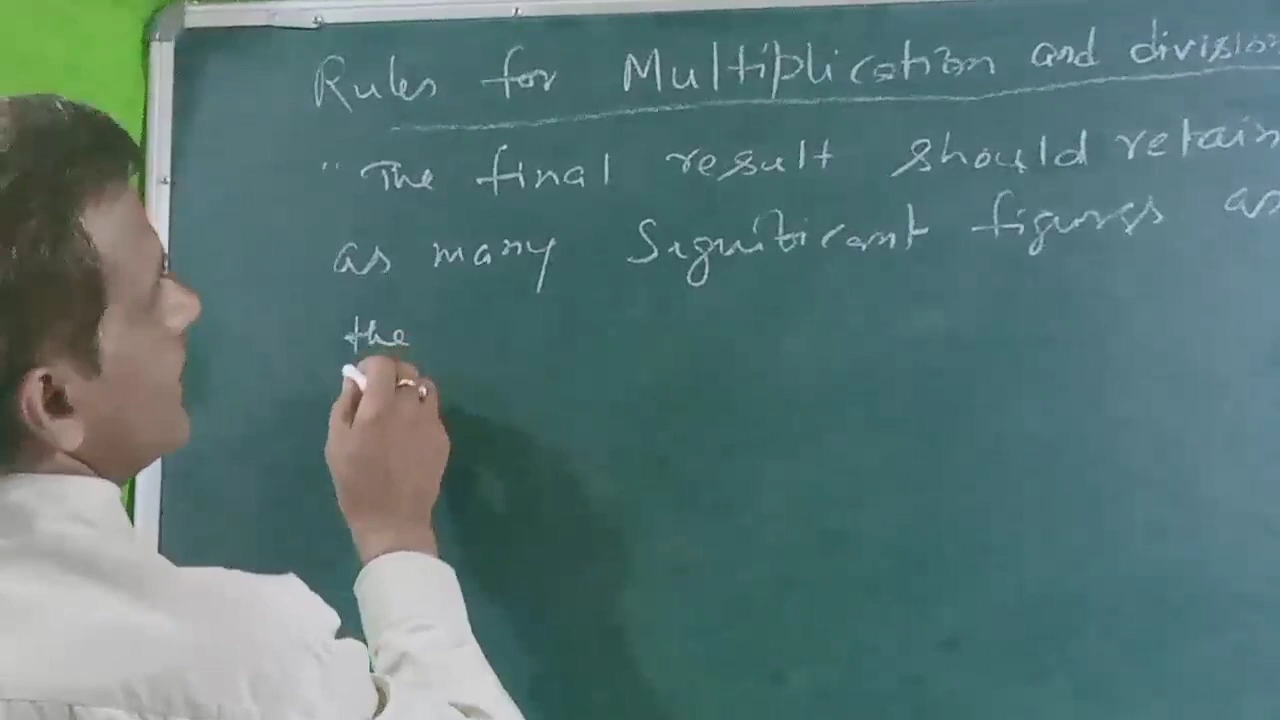 Rules for Multiplication and division
"The final result should retain
as many Significant figures as
the